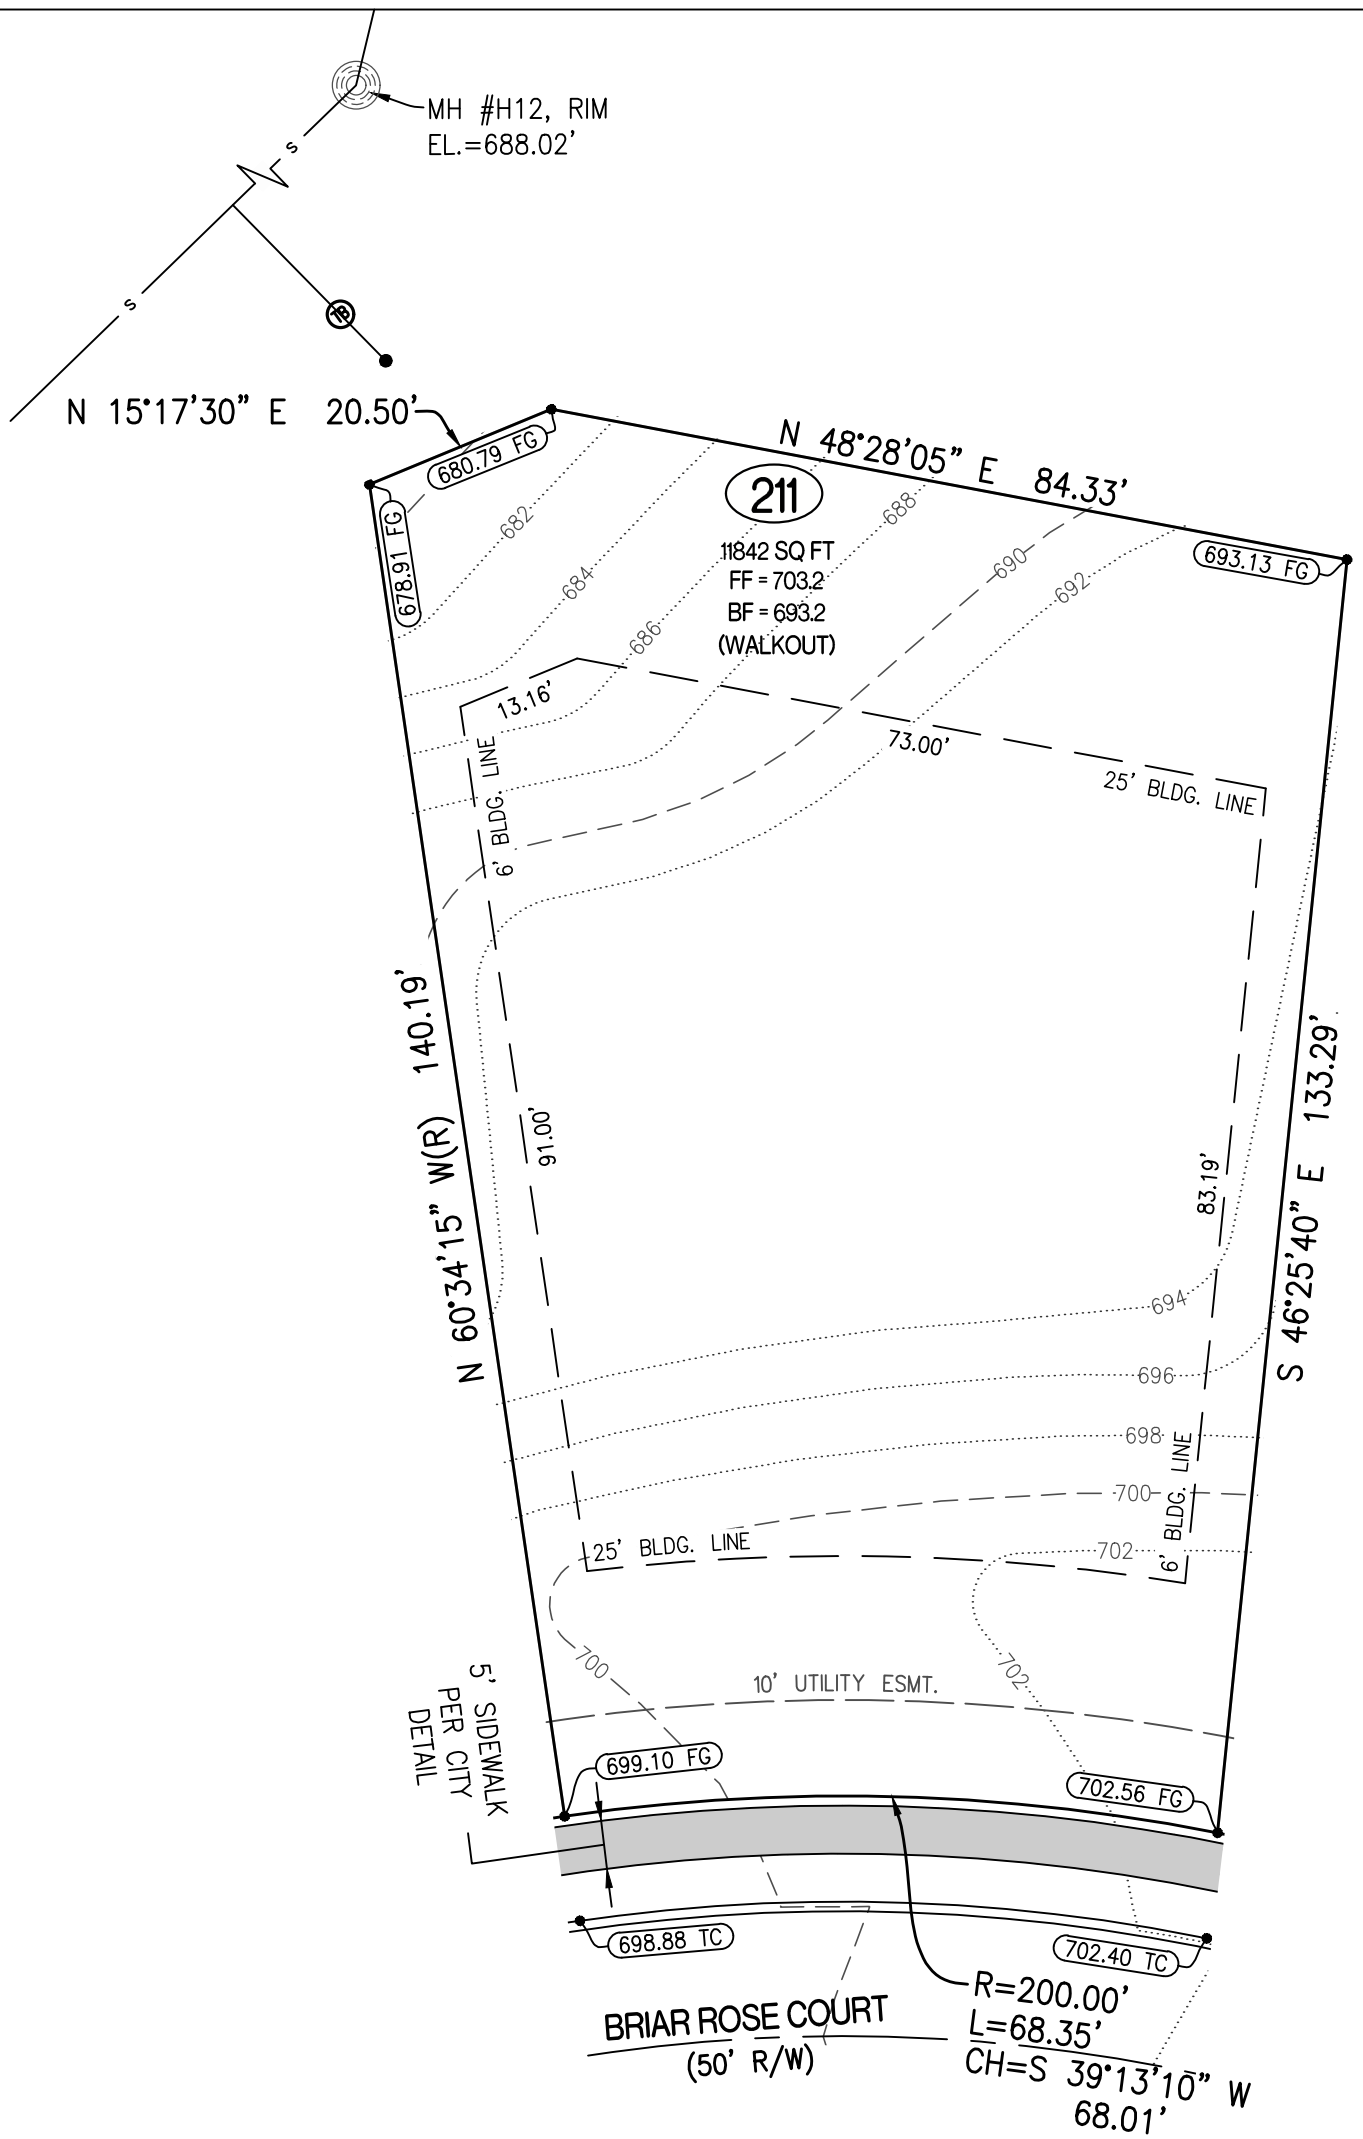 MH #H12, RIM
EL.=688.02'
s
s
7B
N 15°17'30" E 20.50'
680.79 FG
678.91 FG
N 48°28'05" E 84.33'
211
11842 SQ FT
FF = 703.2
BF = 693.2
(WALKOUT)
682
684
686
688
690
692
693.13 FG
13.16'
73.00'
25' BLDG. LINE
6' BLDG. LINE
N 60°34'15" W(R) 140.19'
91.00'
83.19'
S 46°25'40" E 133.29'
694
696
698
700
702
6' BLDG. LINE
25' BLDG. LINE
700
702
10' UTILITY ESMT.
5' SIDEWALK
PER CITY
DETAIL
699.10 FG
702.56 FG
698.88 TC
702.40 TC
BRIAR ROSE COURT
(50' R/W)
R=200.00'
L=68.35'
CH=S 39°13'10" W
68.01'